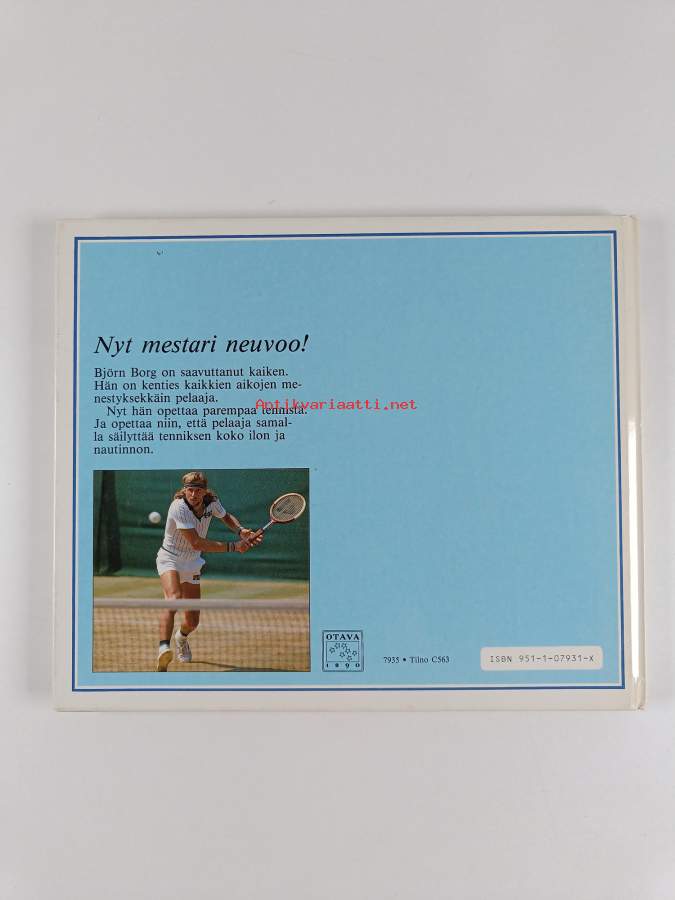 Nyt mestari neuvoo!
Björn Borg on saavuttanut kaiken.
Hän on kenties kaikkien aikojen me-
nestyksekkäin pelaaja.
Nyt hän opettaa parempaa tennistä.
Ja opettaa niin, että pelaaja samal-
la säilyttää tenniksen koko ilon ja
nautinnon.
Antikvariaatti.net
OTAVA
1890
7935 • Tilno C563
ISBN 951-1-07931-X